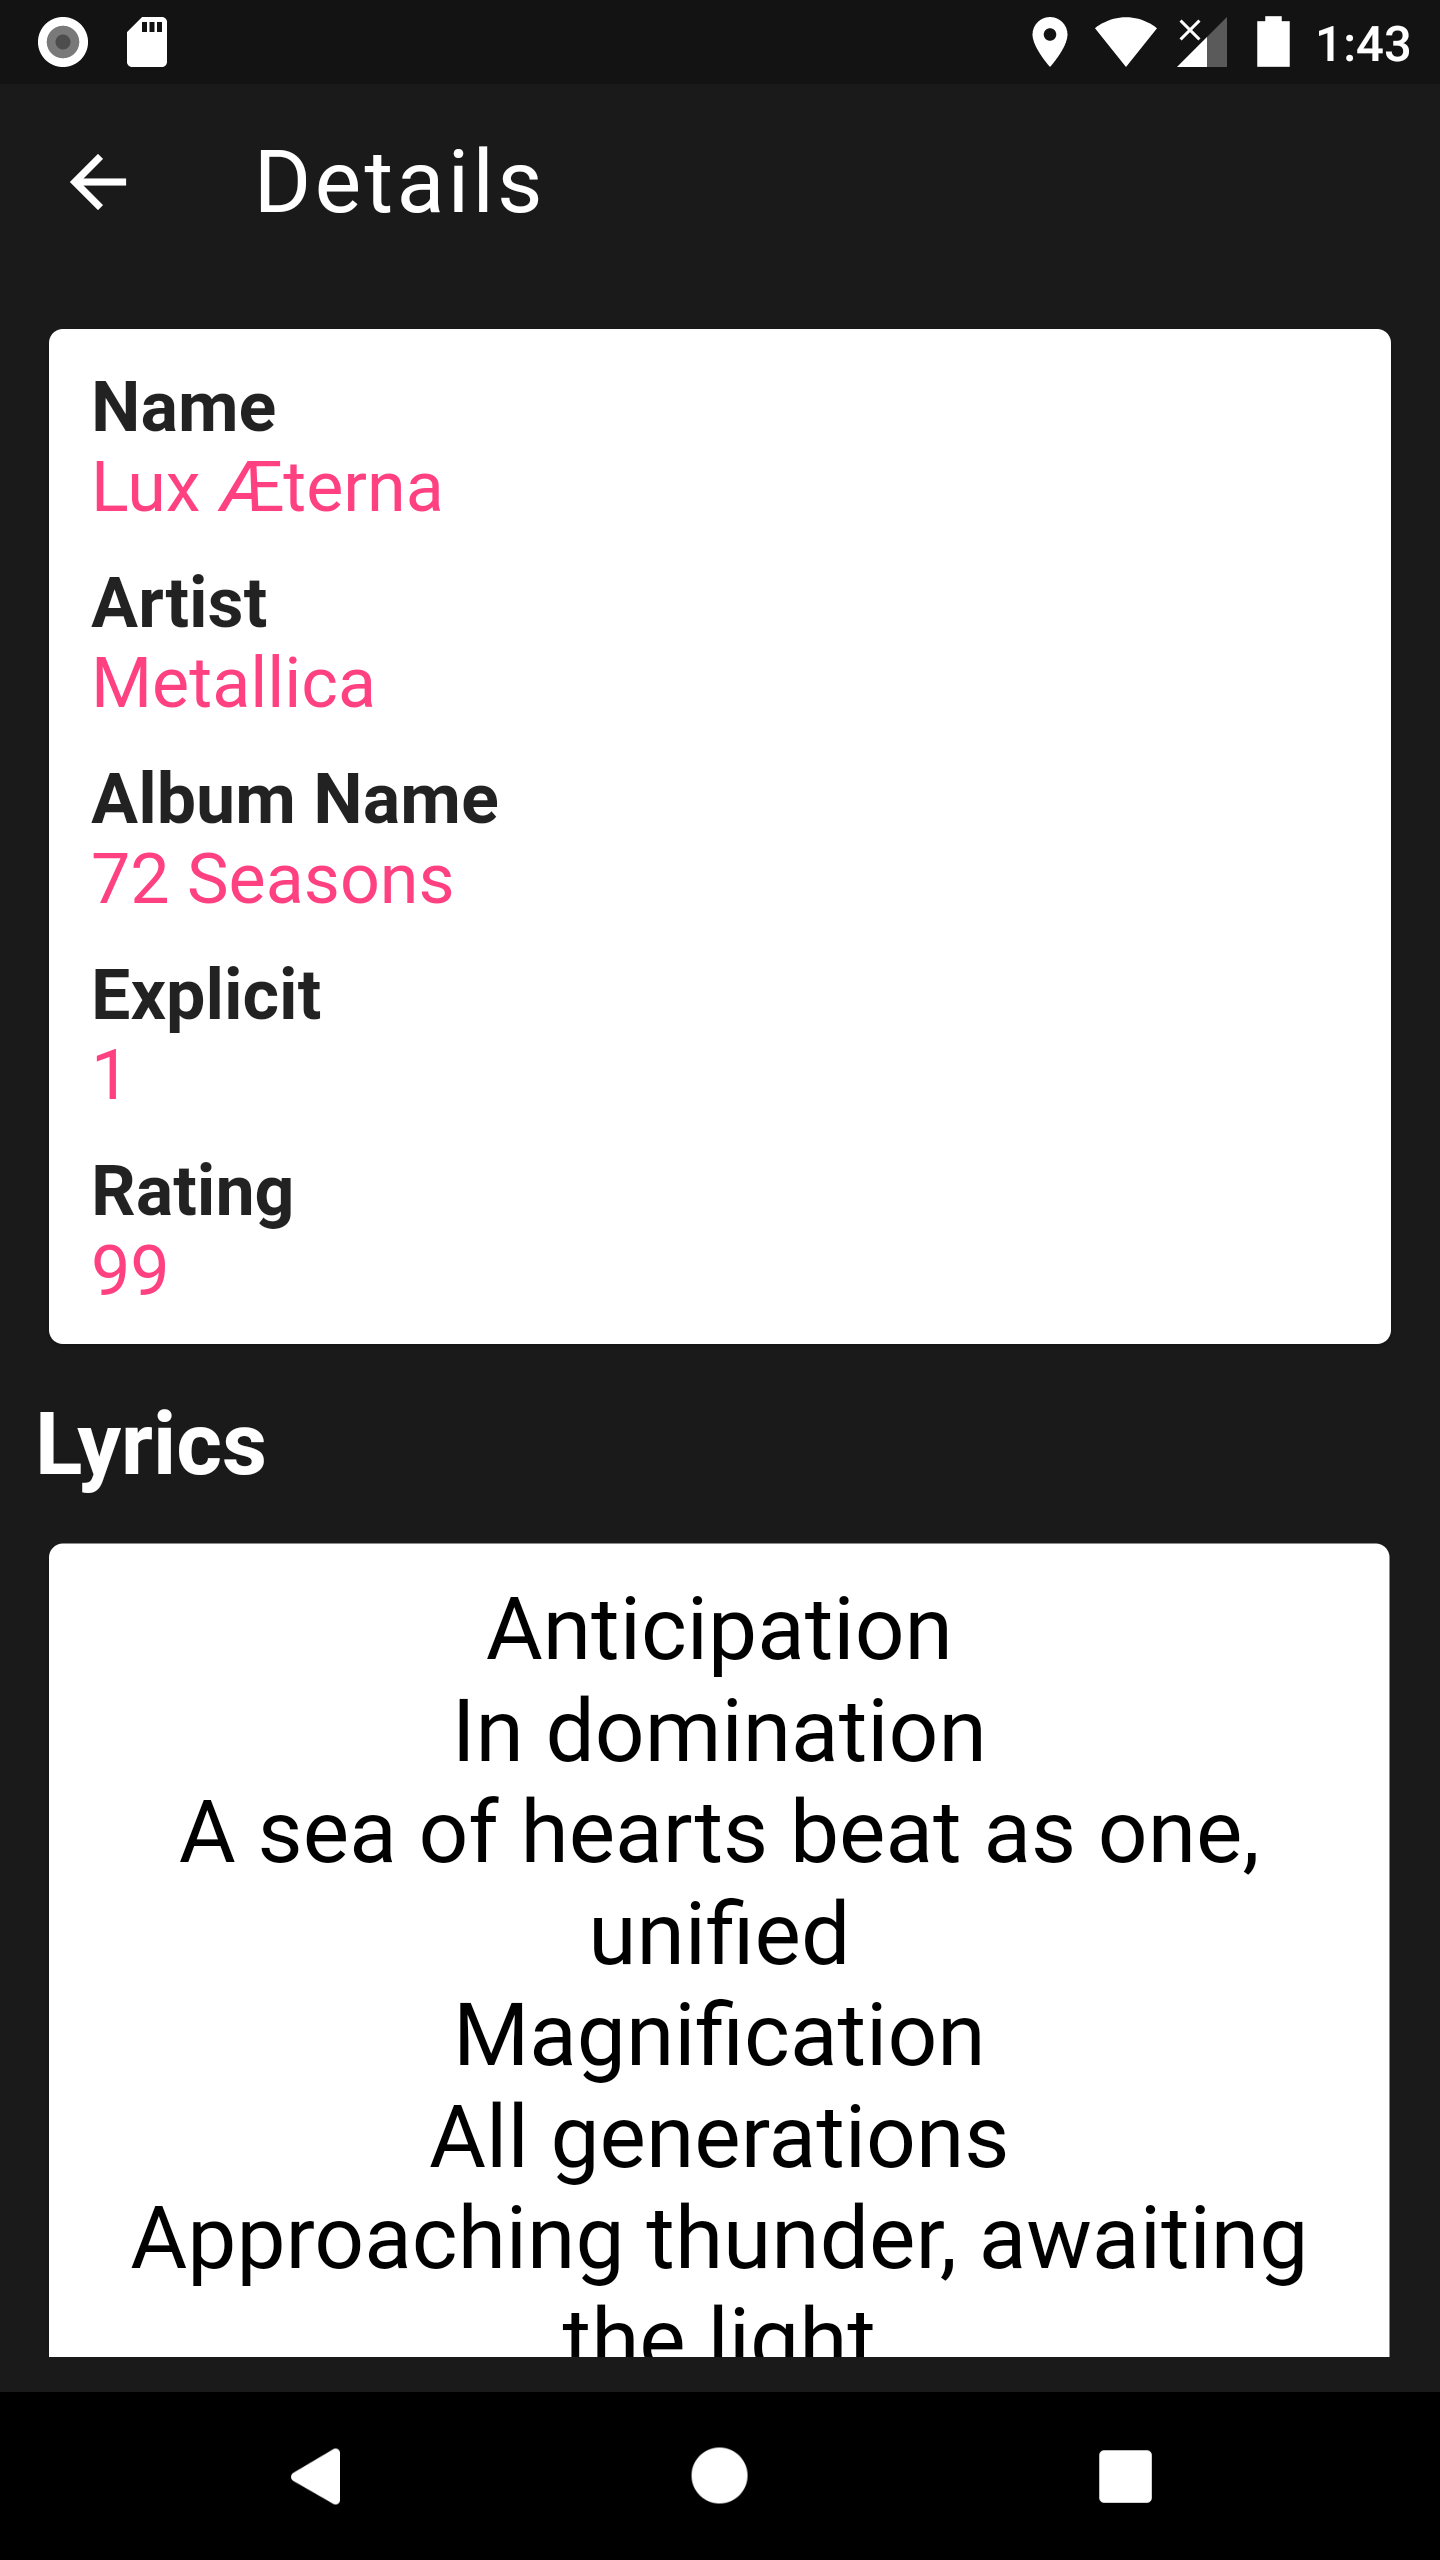 1:43
Details
Name
Lux Æterna
Artist
Metallica
Album Name
72 Seasons
Explicit
1
Rating
99
Lyrics
Anticipation
In domination
A sea of hearts beat as one,
unified
Magnification
All generations
Approaching thunder, awaiting
the light